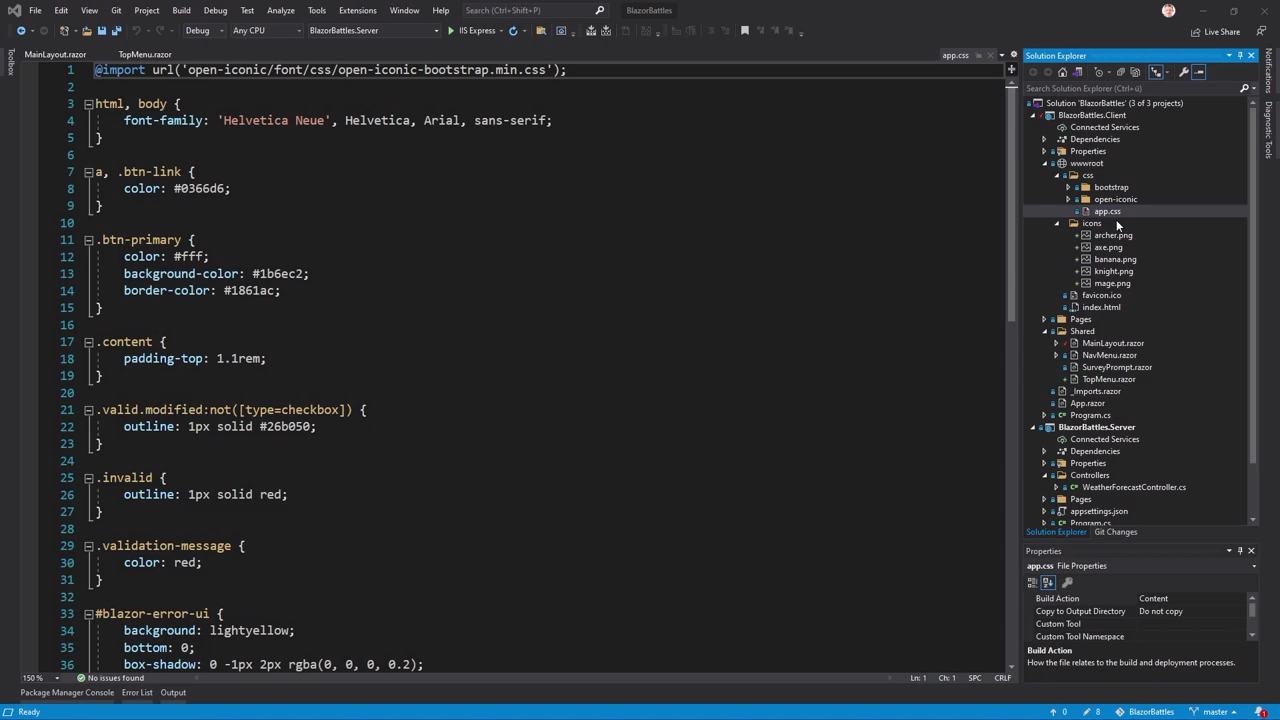 File Edit View Git Project Build Debug Test Analyze Tools Extensions Window Help Search (Ctrl+Shift+P) BlazorBattles
Debug Any CPU BlazorBattles.Server IIS Express Live Share
Toolbox
MainLayout.razor TopMenu.razor app.css
1 @import url('open-iconic/font/css/open-iconic-bootstrap.min.css');
2
3 html, body {
4 font-family: 'Helvetica Neue', Helvetica, Arial, sans-serif;
5 }
6
7 a, .btn-link {
8 color: #0366d6;
9 }
10
11 .btn-primary {
12 color: #fff;
13 background-color: #1b6ec2;
14 border-color: #1861ac;
15 }
16
17 .content {
18 padding-top: 1.1rem;
19 }
20
21 .valid.modified:not([type=checkbox]) {
22 outline: 1px solid #26b050;
23 }
24
25 .invalid {
26 outline: 1px solid red;
27 }
28
29 .validation-message {
30 color: red;
31 }
32
33 #blazor-error-ui {
34 background: lightyellow;
35 bottom: 0;
36 box-shadow: 0 -1px 2px rgba(0, 0, 0, 0.2);
150 % No issues found Ln: 1 Ch: 1 SPC CRLF
Package Manager Console Error List Output
Solution Explorer
Search Solution Explorer (Ctrl+ü)
Solution 'BlazorBattles' (3 of 3 projects)
BlazorBattles.Client
Connected Services
Dependencies
Properties
wwwroot
css
bootstrap
open-iconic
app.css
icons
archer.png
axe.png
banana.png
knight.png
mage.png
favicon.ico
index.html
Pages
Shared
MainLayout.razor
NavMenu.razor
SurveyPrompt.razor
TopMenu.razor
_Imports.razor
App.razor
Program.cs
BlazorBattles.Server
Connected Services
Dependencies
Properties
Controllers
WeatherForecastController.cs
Pages
appsettings.json
Program.cs
Solution Explorer Git Changes
Properties
app.css File Properties
Build Action Content
Copy to Output Directory Do not copy
Custom Tool
Custom Tool Namespace
Build Action
How the file relates to the build and deployment processes.
Notifications
Diagnostic Tools
Ready 0 8 BlazorBattles master 1